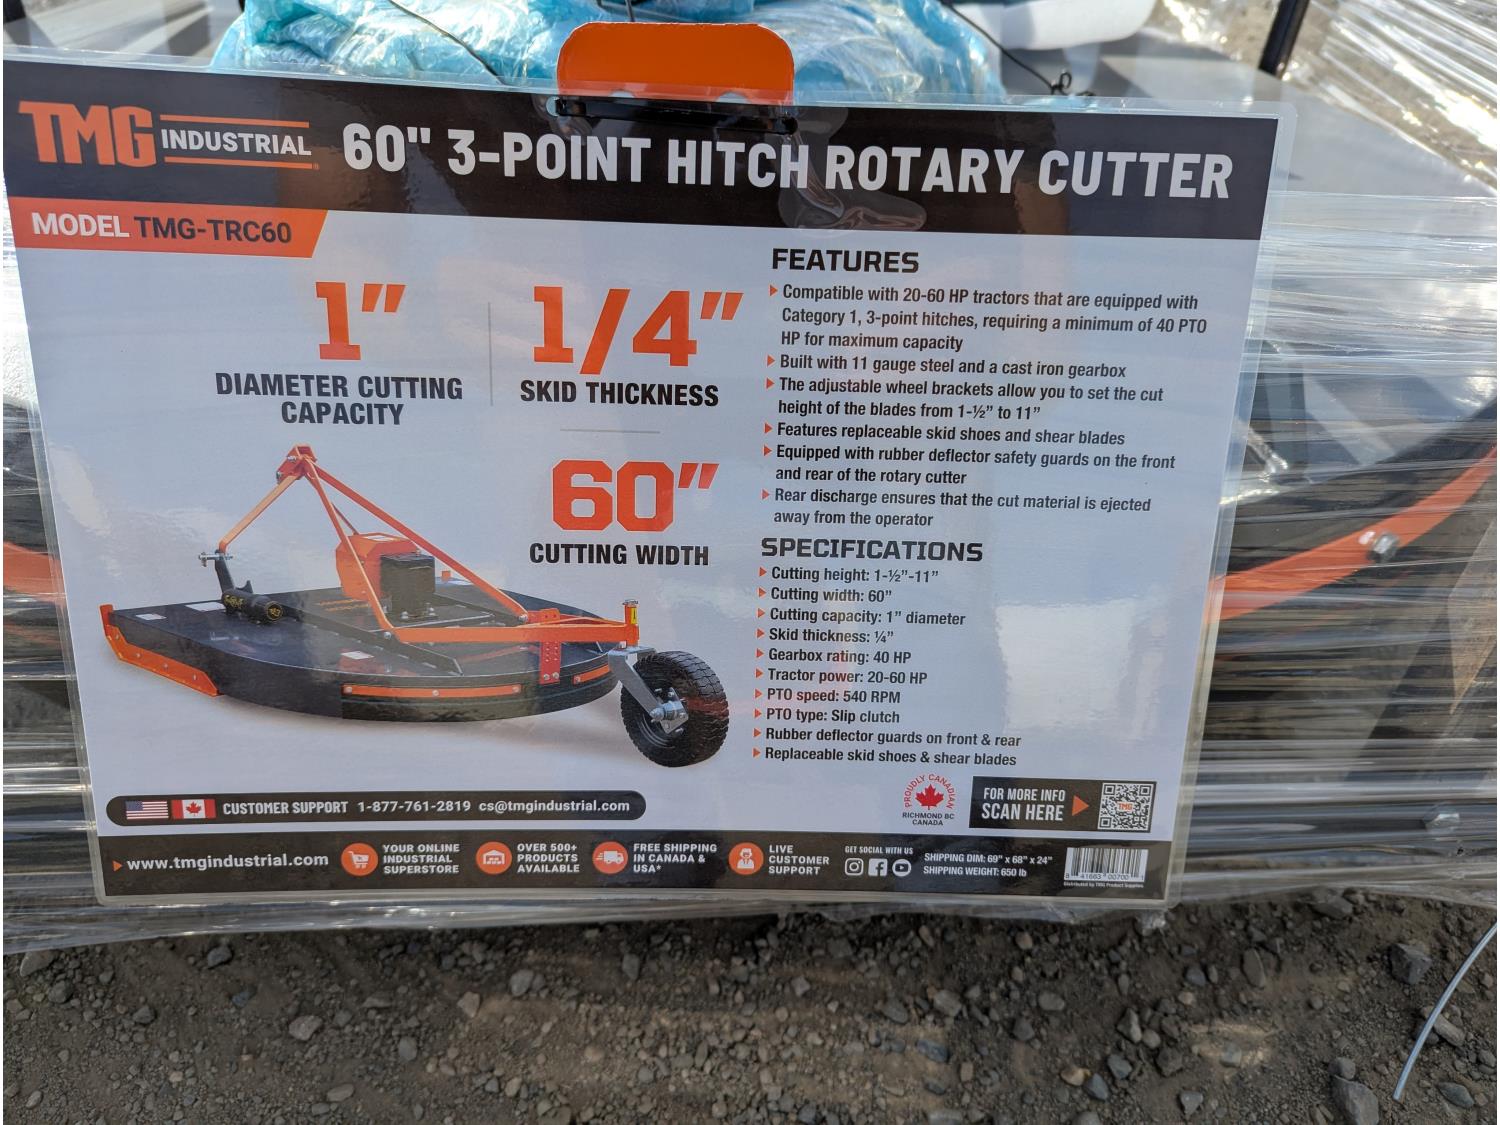 TMG INDUSTRIAL®
60" 3-POINT HITCH ROTARY CUTTER
MODEL TMG-TRC60
1"
DIAMETER CUTTING
CAPACITY
1/4"
SKID THICKNESS
60"
CUTTING WIDTH
FEATURES
Compatible with 20-60 HP tractors that are equipped with
Category 1, 3-point hitches, requiring a minimum of 40 PTO
HP for maximum capacity
Built with 11 gauge steel and a cast iron gearbox
The adjustable wheel brackets allow you to set the cut
height of the blades from 1-½" to 11"
Features replaceable skid shoes and shear blades
Equipped with rubber deflector safety guards on the front
and rear of the rotary cutter
Rear discharge ensures that the cut material is ejected
away from the operator
SPECIFICATIONS
Cutting height: 1-½"-11"
Cutting width: 60"
Cutting capacity: 1" diameter
Skid thickness: ¼"
Gearbox rating: 40 HP
Tractor power: 20-60 HP
PTO speed: 540 RPM
PTO type: Slip clutch
Rubber deflector guards on front & rear
Replaceable skid shoes & shear blades
CUSTOMER SUPPORT 1-877-761-2819 cs@tmgindustrial.com
PROUDLY CANADIAN
RICHMOND BC
CANADA
FOR MORE INFO
SCAN HERE
TMG
www.tmgindustrial.com
YOUR ONLINE
INDUSTRIAL
SUPERSTORE
OVER 500+
PRODUCTS
AVAILABLE
FREE SHIPPING
IN CANADA &
USA*
LIVE
CUSTOMER
SUPPORT
GET SOCIAL WITH US
SHIPPING DIM: 69" x 68" x 24"
SHIPPING WEIGHT: 650 lb
8 41663 00700 1
Distributed by TMG Product Supplies